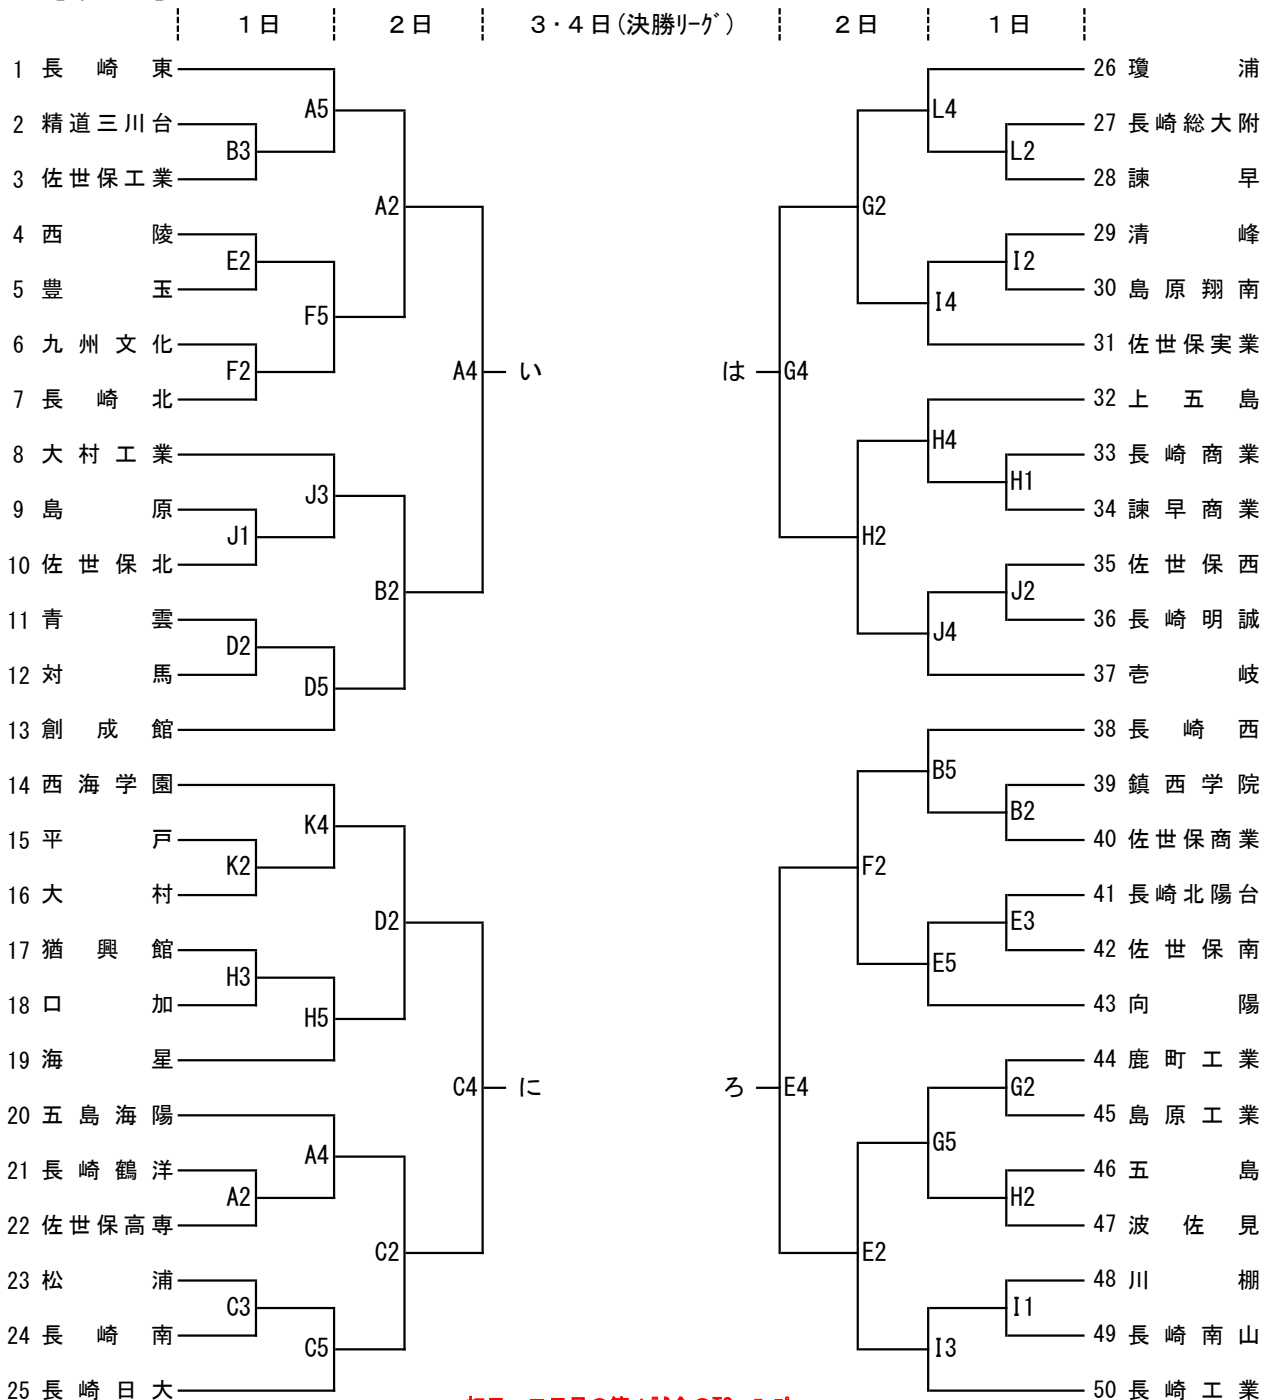 1日 2日 3・4日(決勝ﾘｰｸﾞ) 2日 1日
1 長崎東
2 精道三川台
3 佐世保工業
4 西陵
5 豊玉
6 九州文化
7 長崎北
8 大村工業
9 島原
10 佐世保北
11 青雲
12 対馬
13 創成館
14 西海学園
15 平戸
16 大村
17 猶興館
18 口加
19 海星
20 五島海陽
21 長崎鶴洋
22 佐世保高専
23 松浦
24 長崎南
25 長崎日大
A5
B3
A2
E2
F5
F2
A4 い
J3
J1
B2
D2
D5
K4
K2
D2
H3
H5
C4 に
A4
A2
C2
C3
C5
は G4
L4
L2
G2
I2
I4
H4
H1
H2
J2
J4
ろ E4
B5
B2
F2
E3
E5
G2
G5
H2
E2
I1
I3
26 瓊浦
27 長崎総大附
28 諫早
29 清峰
30 島原翔南
31 佐世保実業
32 上五島
33 長崎商業
34 諫早商業
35 佐世保西
36 長崎明誠
37 壱岐
38 長崎西
39 鎮西学院
40 佐世保商業
41 長崎北陽台
42 佐世保南
43 向陽
44 鹿町工業
45 島原工業
46 五島
47 波佐見
48 川棚
49 長崎南山
50 長崎工業